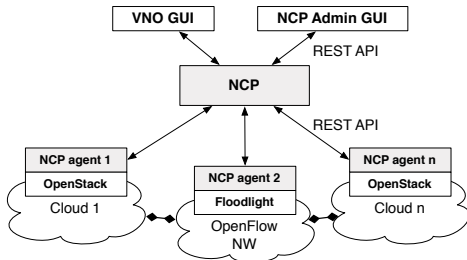 VNO GUI
NCP Admin GUI
REST API
NCP
REST API
NCP agent 1
OpenStack
Cloud 1
NCP agent 2
Floodlight
OpenFlow
NW
NCP agent n
OpenStack
Cloud n